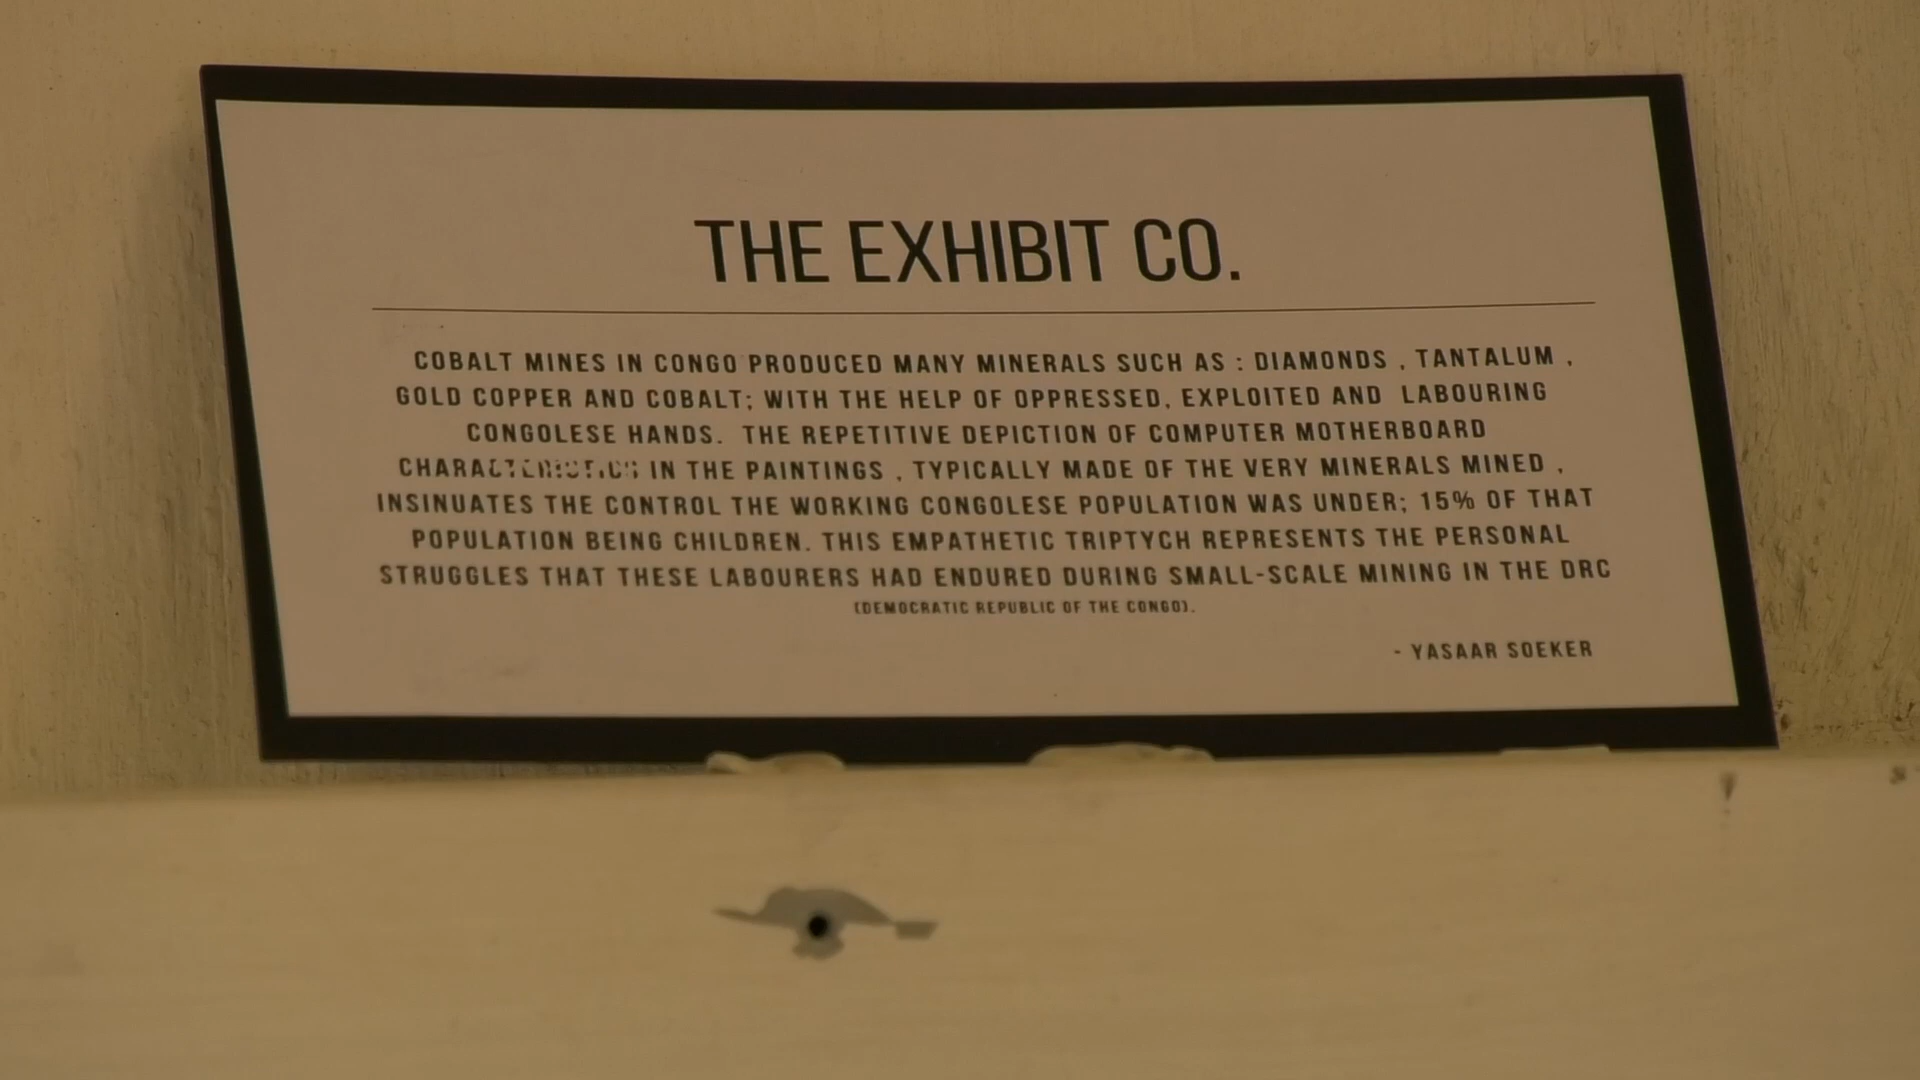 THE EXHIBIT CO.
COBALT MINES IN CONGO PRODUCED MANY MINERALS SUCH AS : DIAMONDS , TANTALUM ,
GOLD COPPER AND COBALT; WITH THE HELP OF OPPRESSED, EXPLOITED AND LABOURING
CONGOLESE HANDS. THE REPETITIVE DEPICTION OF COMPUTER MOTHERBOARD
CHARACTERISTICS IN THE PAINTINGS , TYPICALLY MADE OF THE VERY MINERALS MINED ,
INSINUATES THE CONTROL THE WORKING CONGOLESE POPULATION WAS UNDER; 15% OF THAT
POPULATION BEING CHILDREN. THIS EMPATHETIC TRIPTYCH REPRESENTS THE PERSONAL
STRUGGLES THAT THESE LABOURERS HAD ENDURED DURING SMALL-SCALE MINING IN THE DRC
(DEMOCRATIC REPUBLIC OF THE CONGO).
- YASAAR SOEKER